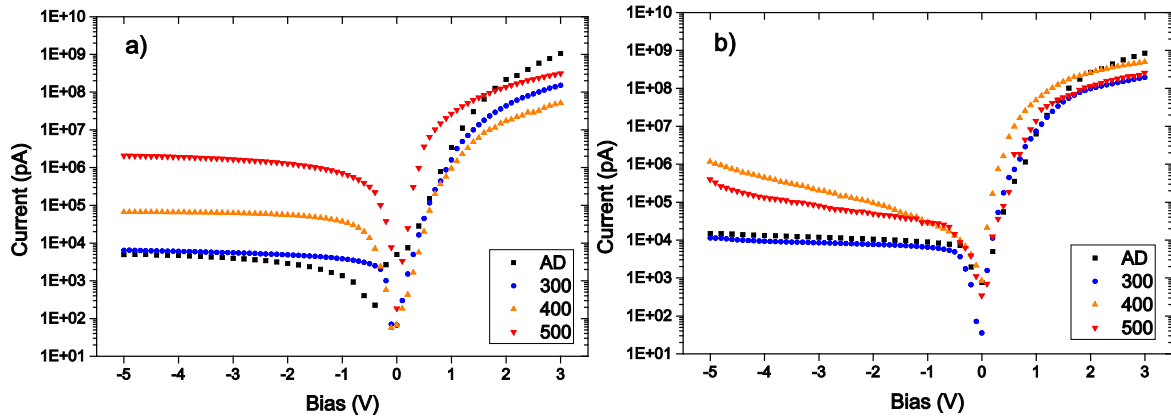 a)
Current (pA)
1E+10
1E+09
1E+08
1E+07
1E+06
1E+05
1E+04
1E+03
1E+02
1E+01
-5 -4 -3 -2 -1 0 1 2 3
Bias (V)
AD
300
400
500
b)
Current (pA)
1E+10
1E+09
1E+08
1E+07
1E+06
1E+05
1E+04
1E+03
1E+02
1E+01
-5 -4 -3 -2 -1 0 1 2 3
Bias (V)
AD
300
400
500